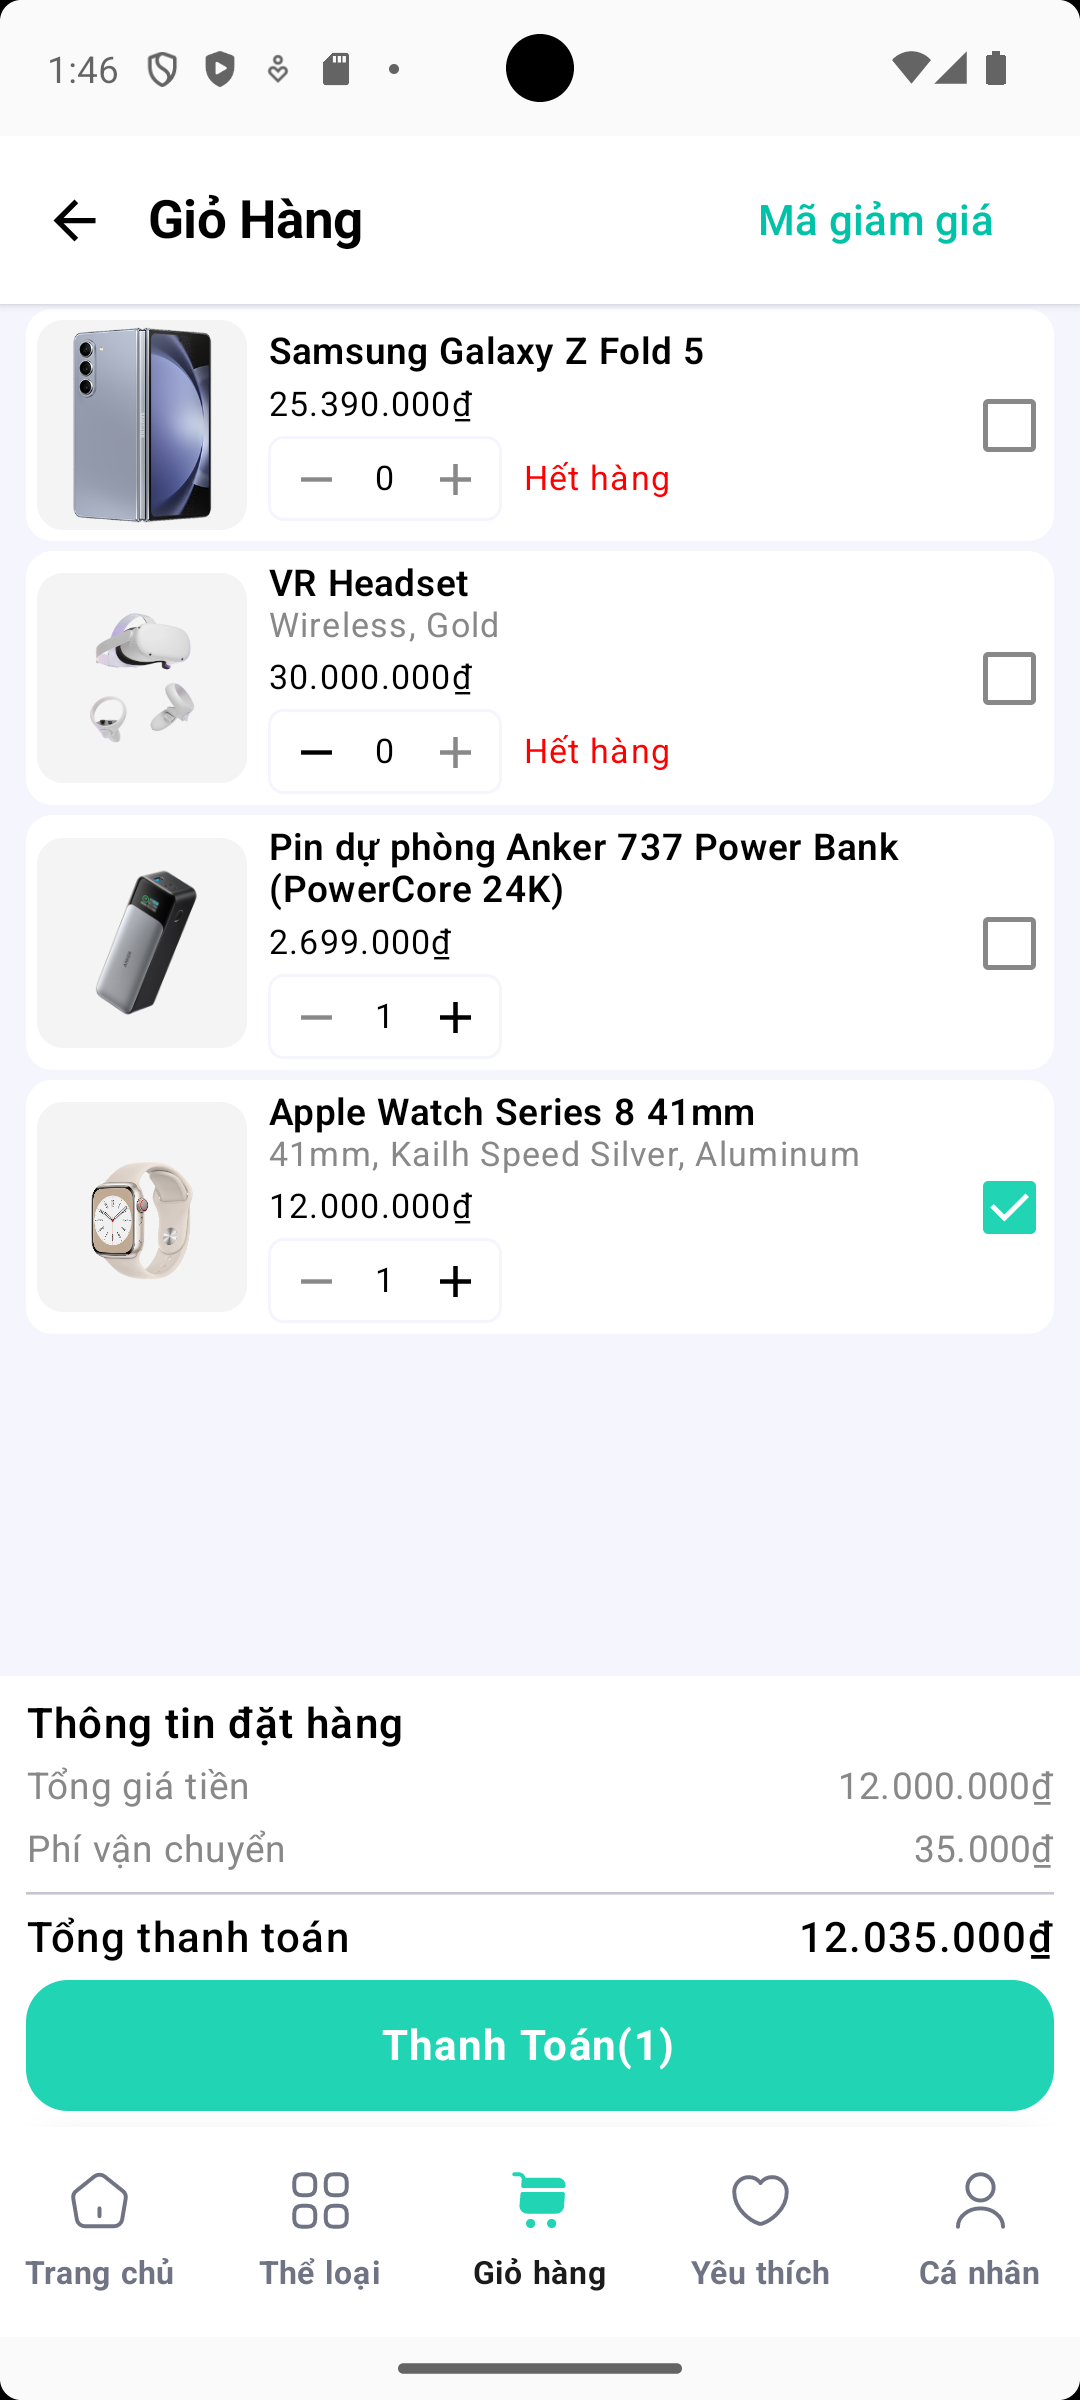 1:46
Giỏ Hàng
Mã giảm giá
Samsung Galaxy Z Fold 5
25.390.000₫
0
Hết hàng
VR Headset
Wireless, Gold
30.000.000₫
0
Hết hàng
Pin dự phòng Anker 737 Power Bank
(PowerCore 24K)
2.699.000₫
1
Apple Watch Series 8 41mm
41mm, Kailh Speed Silver, Aluminum
12.000.000₫
1
Thông tin đặt hàng
Tổng giá tiền 12.000.000₫
Phí vận chuyển 35.000₫
Tổng thanh toán 12.035.000₫
Thanh Toán(1)
Trang chủ Thể loại Giỏ hàng Yêu thích Cá nhân